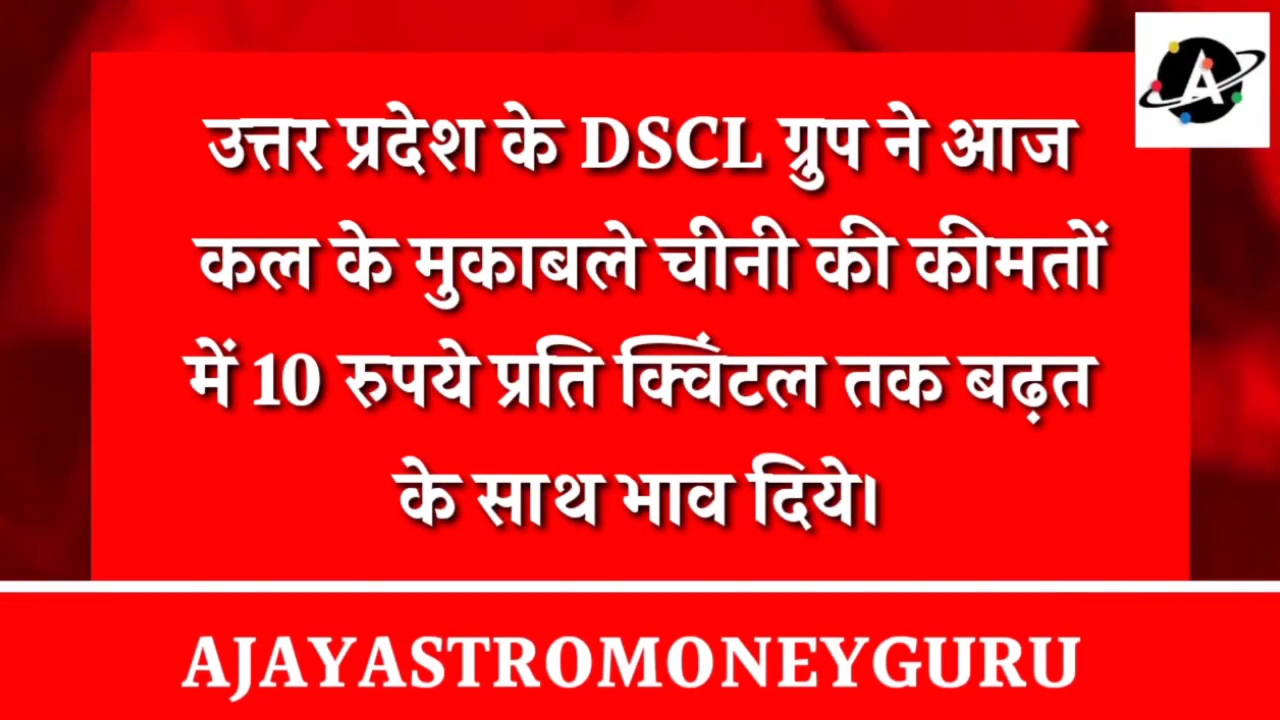 उत्तर प्रदेश के DSCL ग्रुप ने आज
कल के मुकाबले चीनी की कीमतों
में 10 रुपये प्रति क्विंटल तक बढ़त
के साथ भाव दिये।
AJAYASTROMONEYGURU
A